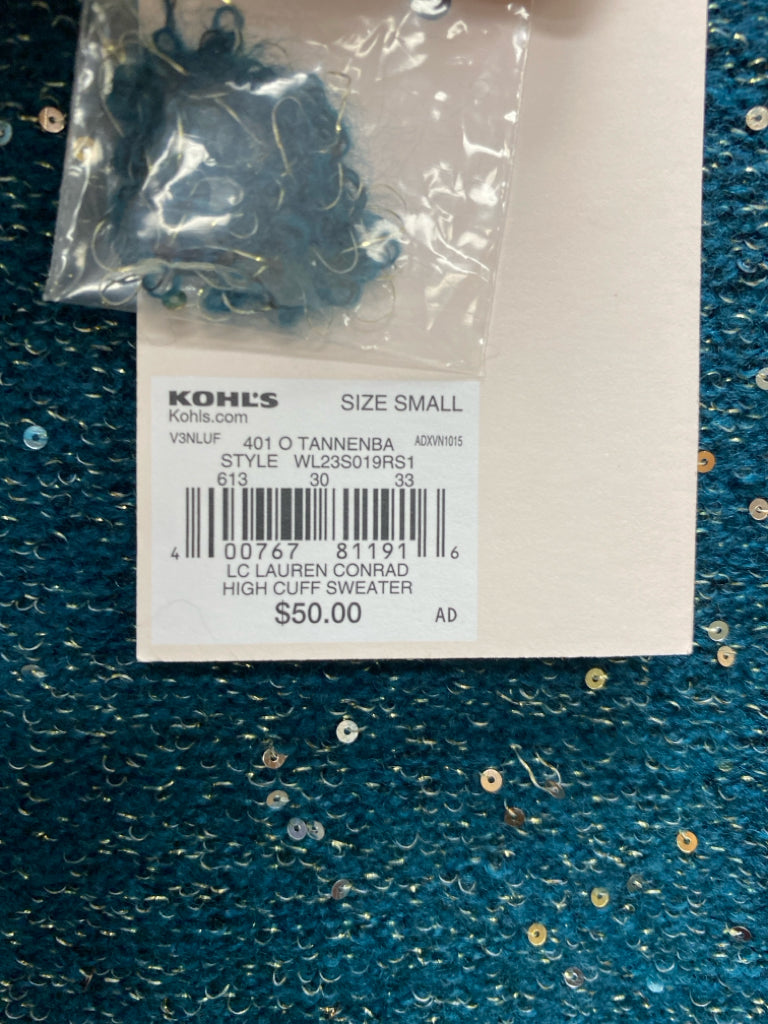 KOHL'S
SIZE SMALL
Kohls.com
V3NLUF 401 O TANNENBA ADXVN1015
STYLE WL23S019RS1
613 30 33
4 00767 81191 6
LC LAUREN CONRAD
HIGH CUFF SWEATER
$50.00 AD